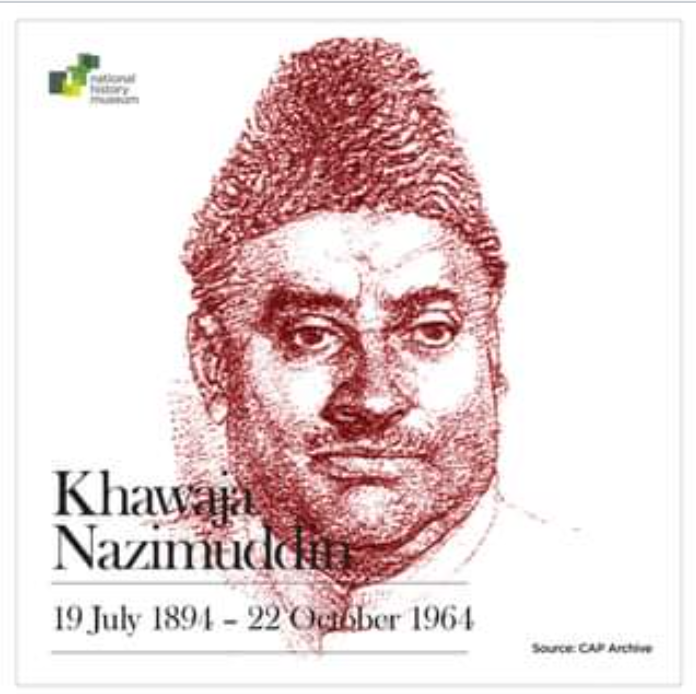 national
history
museum
Khawaja
Nazimuddin
19 July 1894 – 22 October 1964
Source: CAP Archive